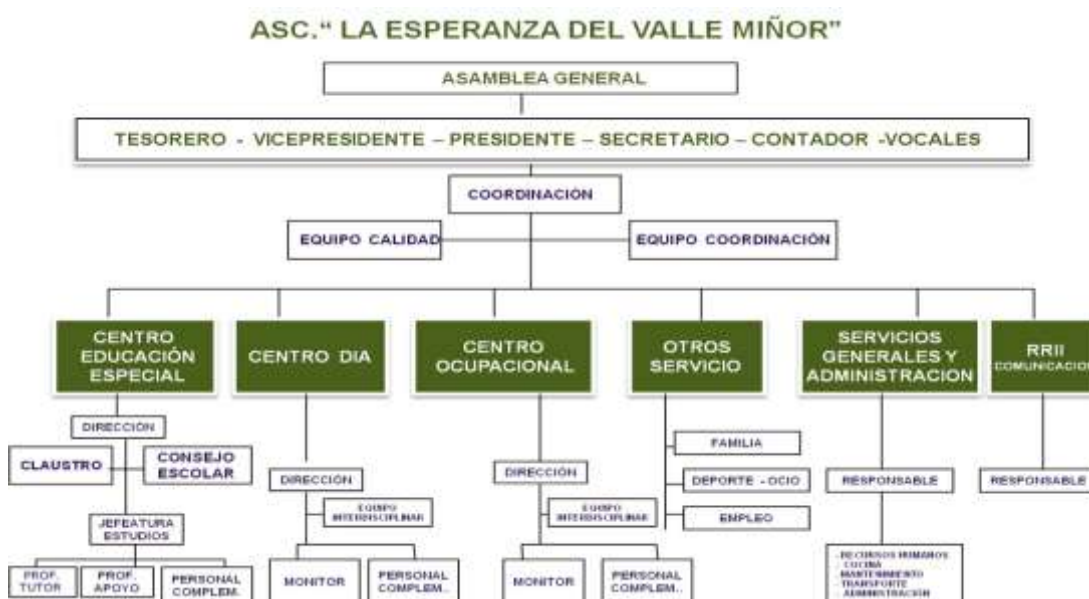 ASC.“ LA ESPERANZA DEL VALLE MIÑOR”
ASAMBLEA GENERAL
TESORERO - VICEPRESIDENTE – PRESIDENTE – SECRETARIO – CONTADOR -VOCALES
COORDINACIÓN
EQUIPO CALIDAD
EQUIPO COORDINACIÓN
CENTRO
EDUCACIÓN
ESPECIAL
CENTRO DIA
CENTRO
OCUPACIONAL
OTROS
SERVICIO
SERVICIOS
GENERALES Y
ADMINISTRACION
RRII
COMUNICACION
DIRECCIÓN
CLAUSTRO
CONSEJO
ESCOLAR
JEFEATURA
ESTUDIOS
PROF.
TUTOR
PROF.
APOYO
PERSONAL
COMPLEM.
DIRECCIÓN
EQUIPO
INTERDISCIPLINAR
MONITOR
PERSONAL
COMPLEM..
DIRECCIÓN
EQUIPO
INTERDISCIPLINAR
MONITOR
PERSONAL
COMPLEM..
FAMILIA
DEPORTE - OCIO
EMPLEO
RESPONSABLE
- RECURSOS HUMANOS
- COCINA
- MANTENIMIENTO
- TRANSPORTE
- ADMINISTRACIÓN
RESPONSABLE